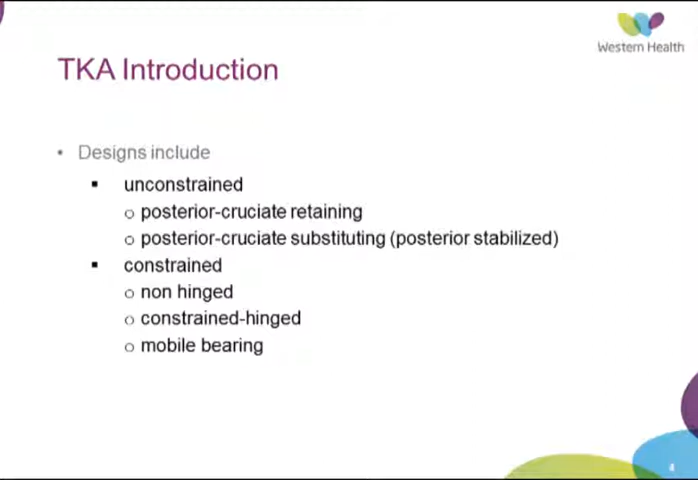 Western Health
TKA Introduction
• Designs include
▪ unconstrained
o posterior-cruciate retaining
o posterior-cruciate substituting (posterior stabilized)
▪ constrained
o non hinged
o constrained-hinged
o mobile bearing
4